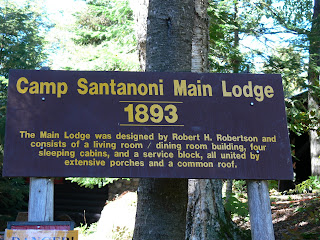 Camp Santanoni Main Lodge
1893
The Main Lodge was designed by Robert H. Robertson and
consists of a living room / dining room building, four
sleeping cabins, and a service block, all united by
extensive porches and a common roof.